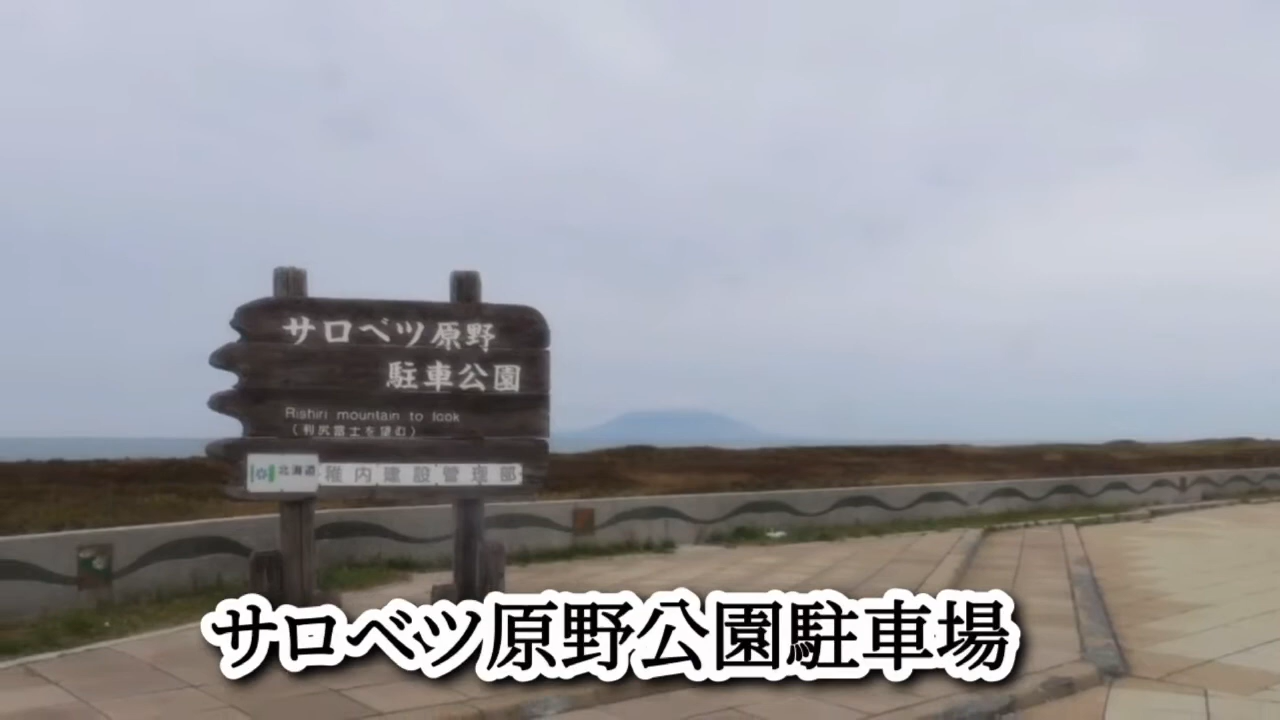 サロベツ原野
駐車公園
Rishiri mountain to look
(利尻富士を望む)
北海道 稚内建設管理部
サロベツ原野公園駐車場